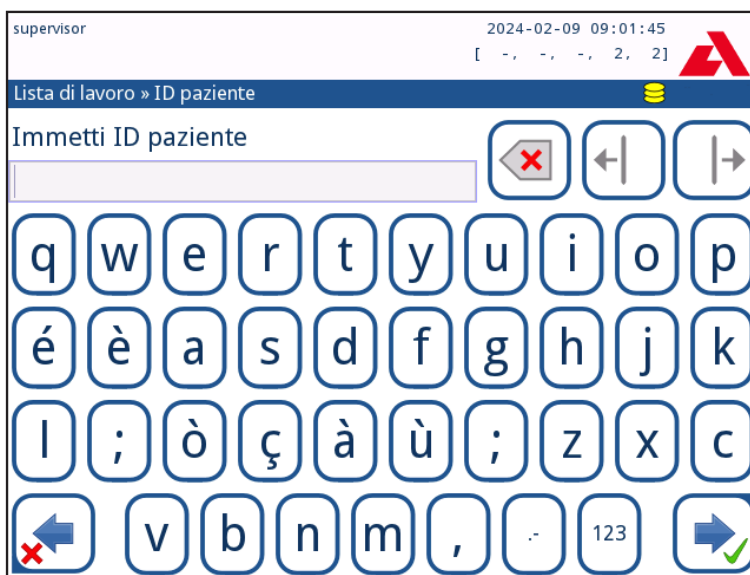 supervisor
2024-02-09 09:01:45
[ -, -, -, 2, 2]
Lista di lavoro » ID paziente
Immetti ID paziente
q w e r t y u i o p
é è a s d f g h j k
l ; ò ç à ù ; z x c
v b n m , .- 123